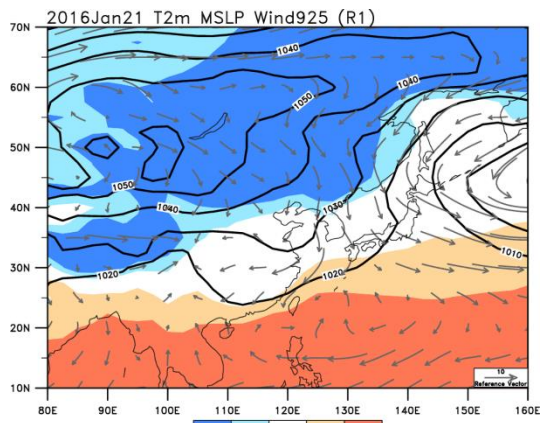 2016Jan21 T2m MSLP Wind925 (R1)
70N
1040
60N
1040
1050
50N
1050
40N
1040
1030
30N
1020
1020
1010
20N
10
Reference Vector
10N
80E 90E 100E 110E 120E 130E 140E 150E 160E